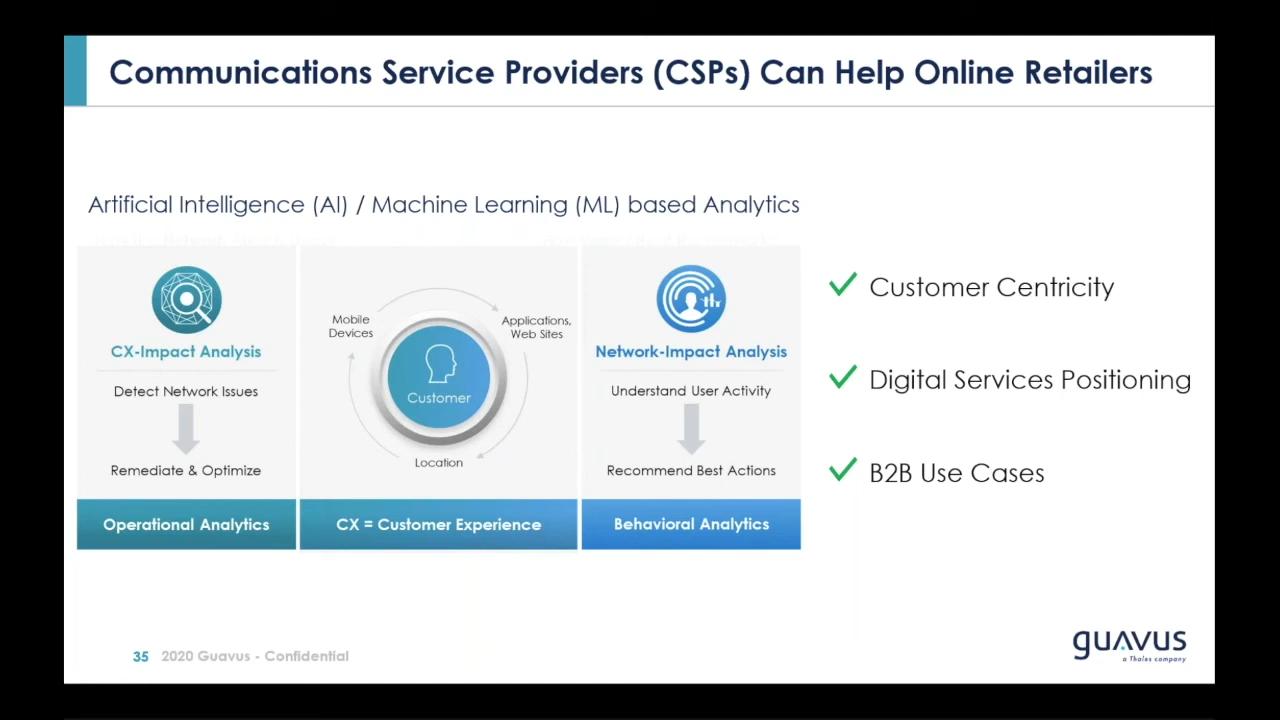 Communications Service Providers (CSPs) Can Help Online Retailers
Artificial Intelligence (AI) / Machine Learning (ML) based Analytics
CX-Impact Analysis
Detect Network Issues
Remediate & Optimize
Operational Analytics
Mobile
Devices
Applications,
Web Sites
Customer
Location
CX = Customer Experience
Network-Impact Analysis
Understand User Activity
Recommend Best Actions
Behavioral Analytics
Customer Centricity
Digital Services Positioning
B2B Use Cases
35 2020 Guavus - Confidential
guavus
a Thales company